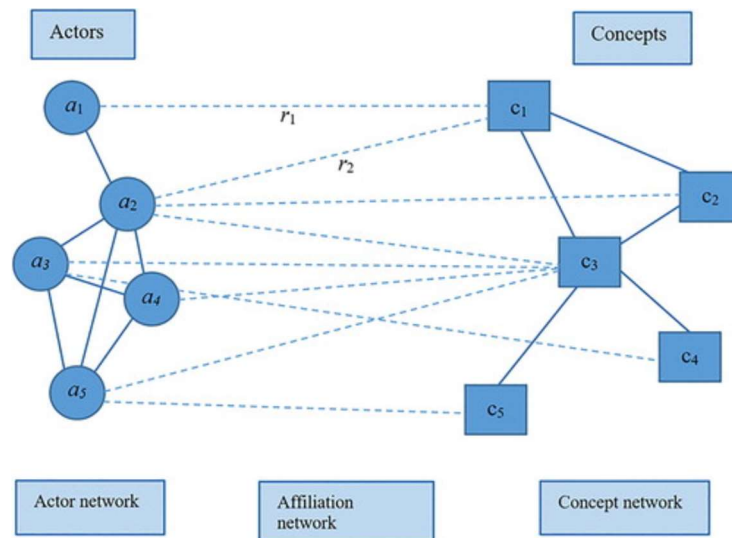 Actors
Concepts
a₁
r₁
c₁
r₂
a₂
c₂
a₃
c₃
a₄
c₄
a₅
c₅
Actor network
Affiliation
network
Concept network